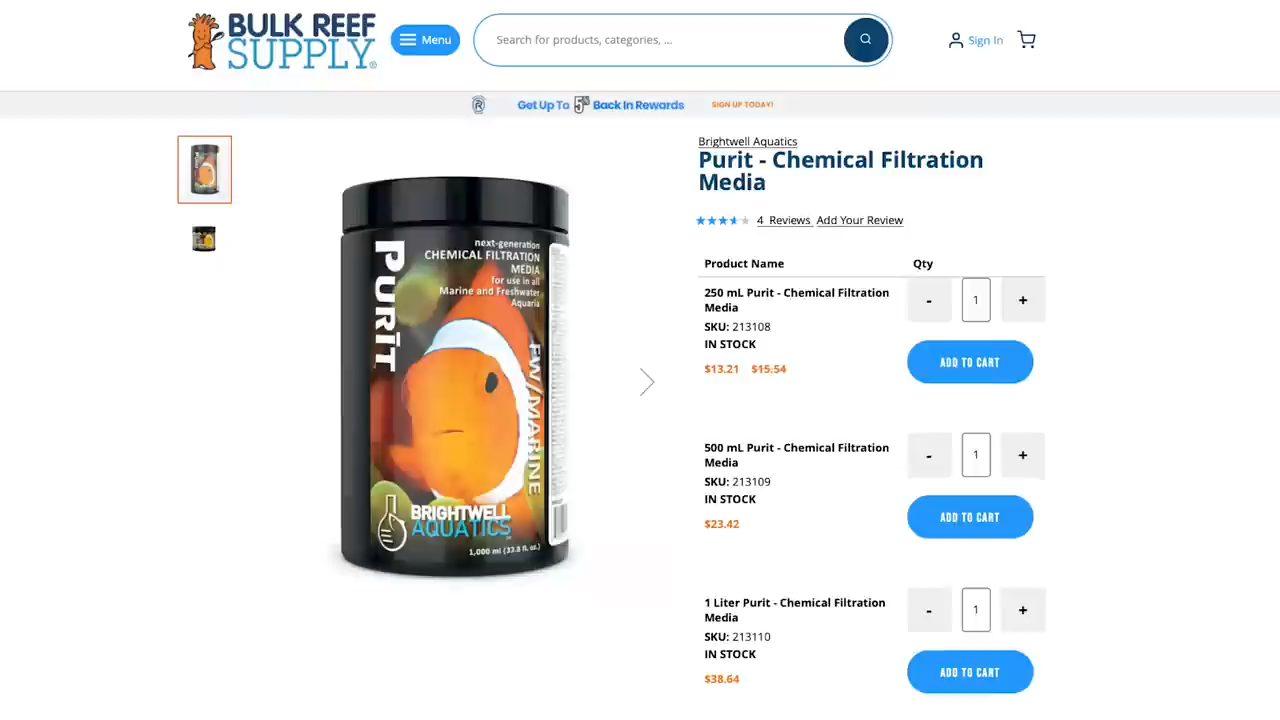 BULK REEF
SUPPLY
Menu
Search for products, categories, ...
Sign In
Get Up To 5% Back In Rewards
SIGN UP TODAY!
Brightwell Aquatics
Purit - Chemical Filtration
Media
4 Reviews Add Your Review
Product Name Qty
250 mL Purit - Chemical Filtration
Media
SKU: 213108
IN STOCK
$13.21 $15.54
- 1 +
ADD TO CART
500 mL Purit - Chemical Filtration
Media
SKU: 213109
IN STOCK
$23.42
- 1 +
ADD TO CART
1 Liter Purit - Chemical Filtration
Media
SKU: 213110
IN STOCK
$38.64
- 1 +
ADD TO CART
PURĪT
next-generation
CHEMICAL FILTRATION
MEDIA
for use in all
Marine and Freshwater
Aquaria
FW/MARINE
BRIGHTWELL
AQUATICS
1,000 ml (33.8 fl. oz.)